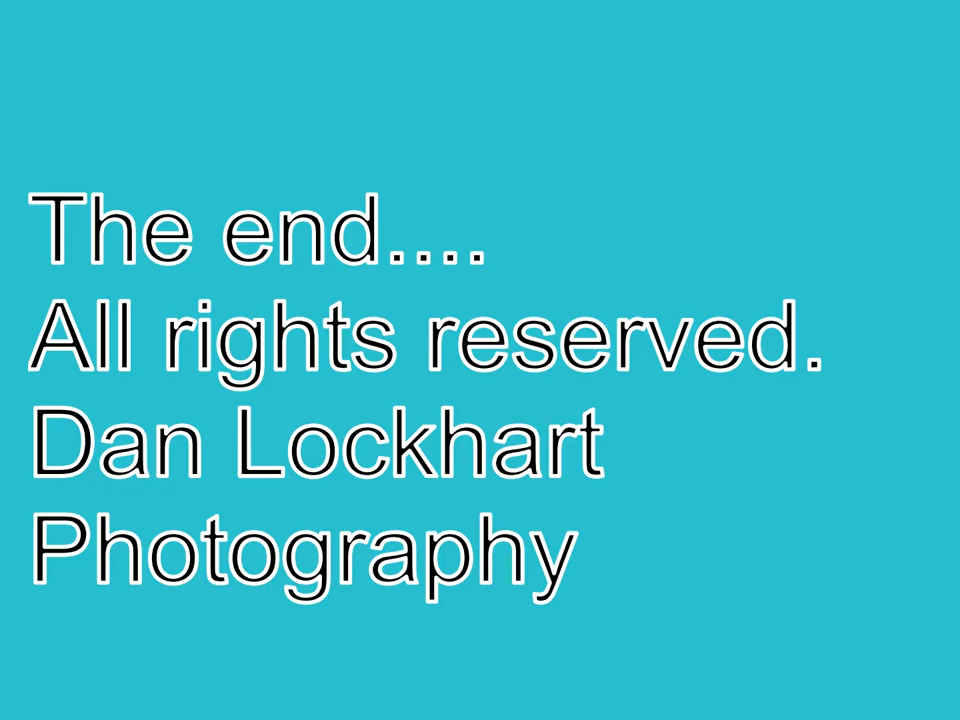 The end....
All rights reserved.
Dan Lockhart
Photography